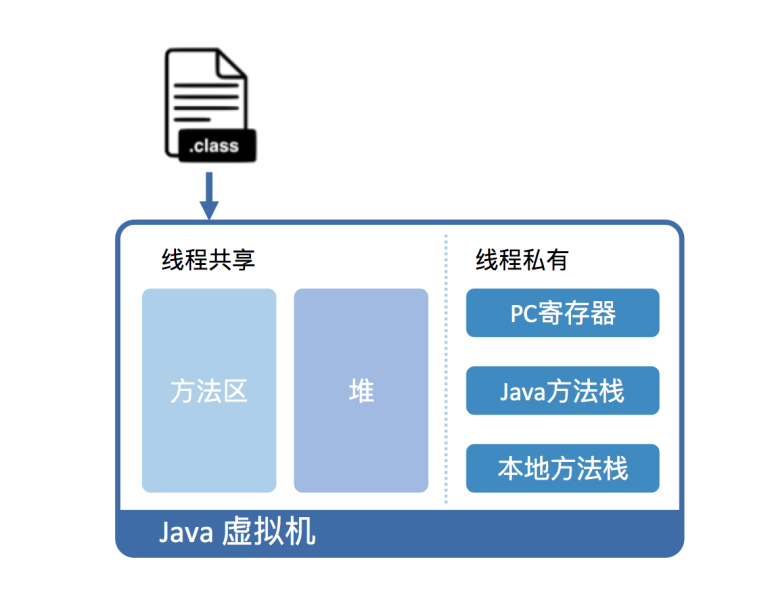 .class
线程共享
线程私有
方法区
堆
PC寄存器
Java方法栈
本地方法栈
Java 虚拟机